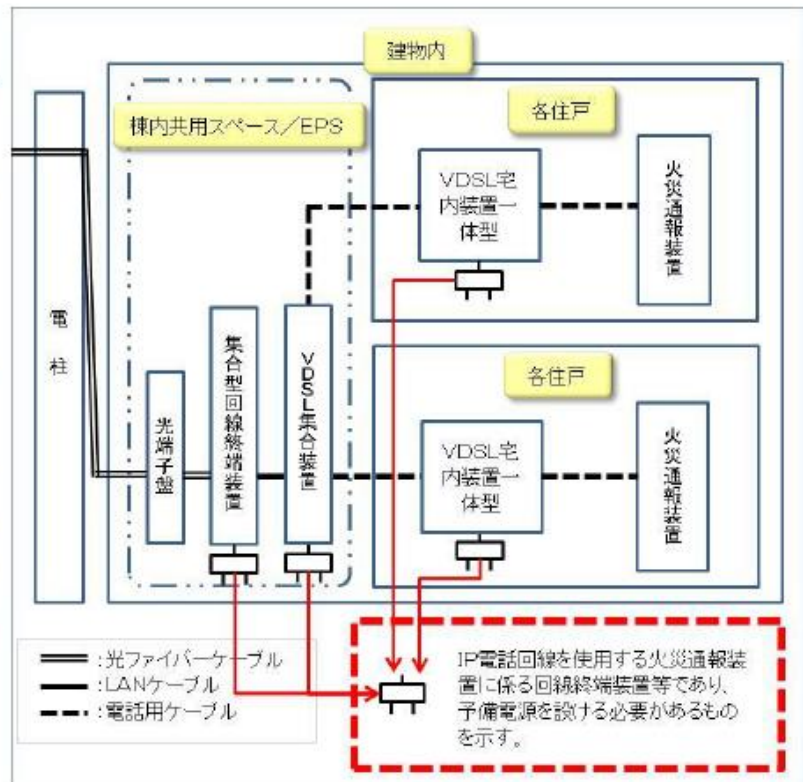 建物内
棟内共用スペース/EPS
各住戸
VDSL宅
内装置一
体型
火災通報装置
電柱
光端子盤
集合型回線終端装置
VDSL集合装置
各住戸
VDSL宅
内装置一
体型
火災通報装置
:光ファイバーケーブル
:LANケーブル
:電話用ケーブル
IP電話回線を使用する火災通報装
置に係る回線終端装置等であり、
予備電源を設ける必要があるもの
を示す。